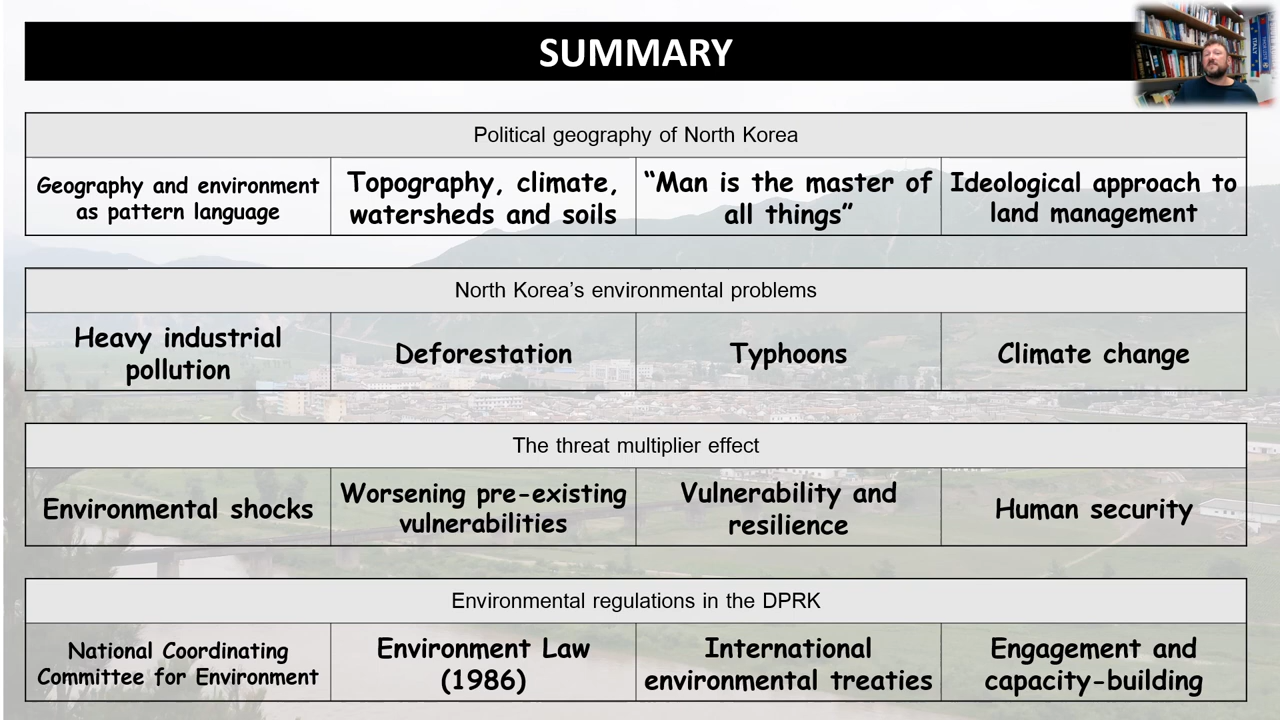 SUMMARY
Political geography of North Korea
Geography and environment
as pattern language
Topography, climate,
watersheds and soils
“Man is the master of
all things”
Ideological approach to
land management
North Korea’s environmental problems
Heavy industrial
pollution
Deforestation
Typhoons
Climate change
The threat multiplier effect
Environmental shocks
Worsening pre-existing
vulnerabilities
Vulnerability and
resilience
Human security
Environmental regulations in the DPRK
National Coordinating
Committee for Environment
Environment Law
(1986)
International
environmental treaties
Engagement and
capacity-building
ITALY